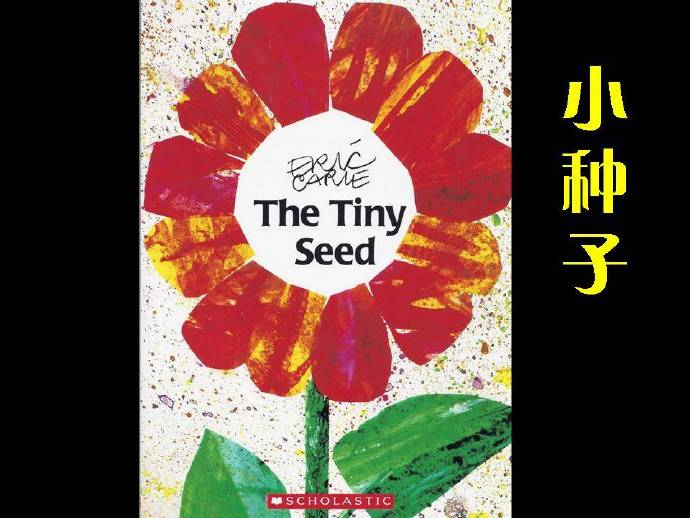 ERIC
CARLE
The Tiny
Seed
SCHOLASTIC
小种子